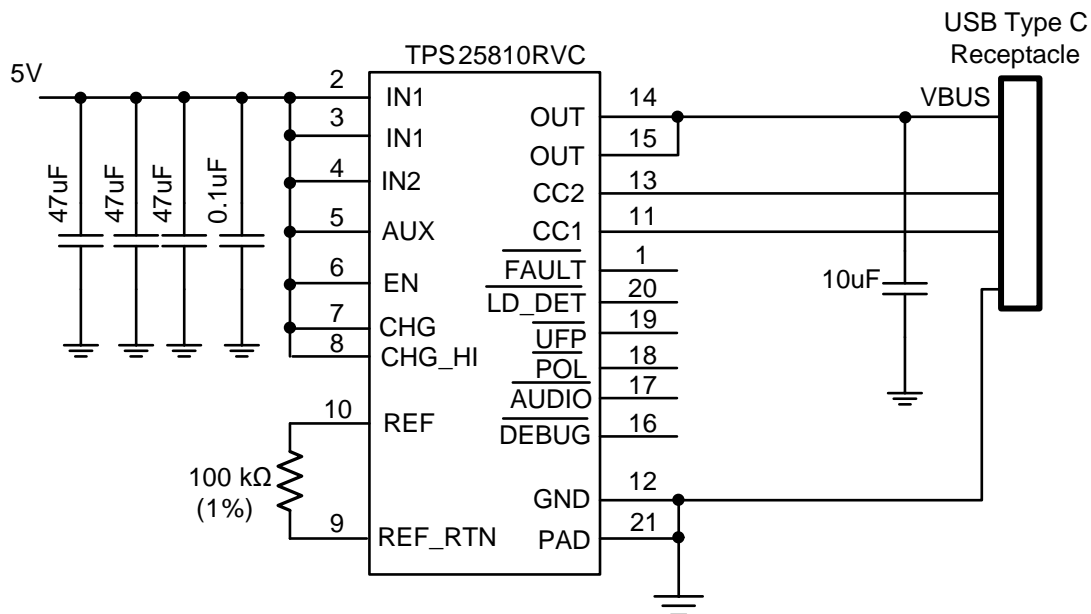 USB Type C
Receptacle
TPS25810RVC
5V
VBUS
2
IN1
3
IN1
4
IN2
5
AUX
6
EN
7
CHG
8
CHG_HI
10
REF
9
REF_RTN
47uF
47uF
47uF
0.1uF
100 kΩ
(1%)
OUT
14
OUT
15
CC2
13
CC1
11
FAULT
1
LD_DET
20
UFP
19
POL
18
AUDIO
17
DEBUG
16
GND
12
PAD
21
10uF